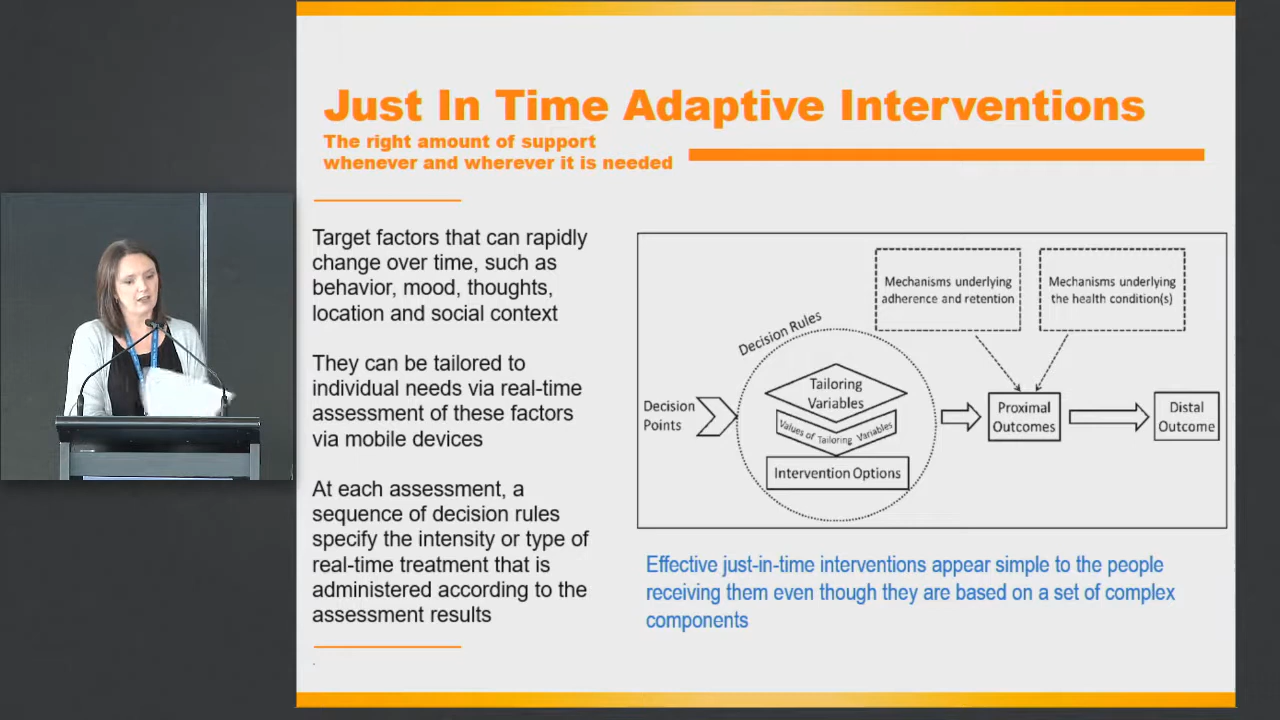 Just In Time Adaptive Interventions
The right amount of support
whenever and wherever it is needed
Target factors that can rapidly
change over time, such as
behavior, mood, thoughts,
location and social context
They can be tailored to
individual needs via real-time
assessment of these factors
via mobile devices
At each assessment, a
sequence of decision rules
specify the intensity or type of
real-time treatment that is
administered according to the
assessment results
Mechanisms underlying
adherence and retention
Mechanisms underlying
the health condition(s)
Decision Rules
Decision
Points
Tailoring
Variables
Values of Tailoring Variables
Intervention Options
Proximal
Outcomes
Distal
Outcome
Effective just-in-time interventions appear simple to the people
receiving them even though they are based on a set of complex
components